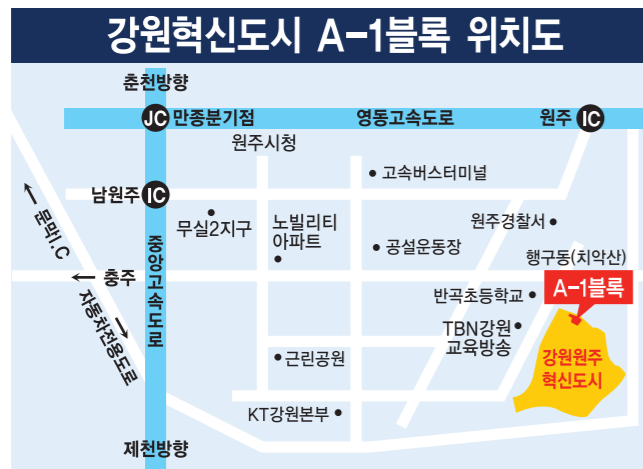 강원혁신도시 A-1블록 위치도
춘천방향
JC 만종분기점
영동고속도로
원주 IC
원주시청
고속버스터미널
남원주 IC
무실2지구
노빌리티
아파트
원주경찰서
공설운동장
행구동(치악산)
← 문막I.C
← 충주
중앙고속도로
자동차전용도로 →
반곡초등학교
A-1블록
TBN강원
교육방송
근린공원
강원원주
혁신도시
KT강원본부
제천방향